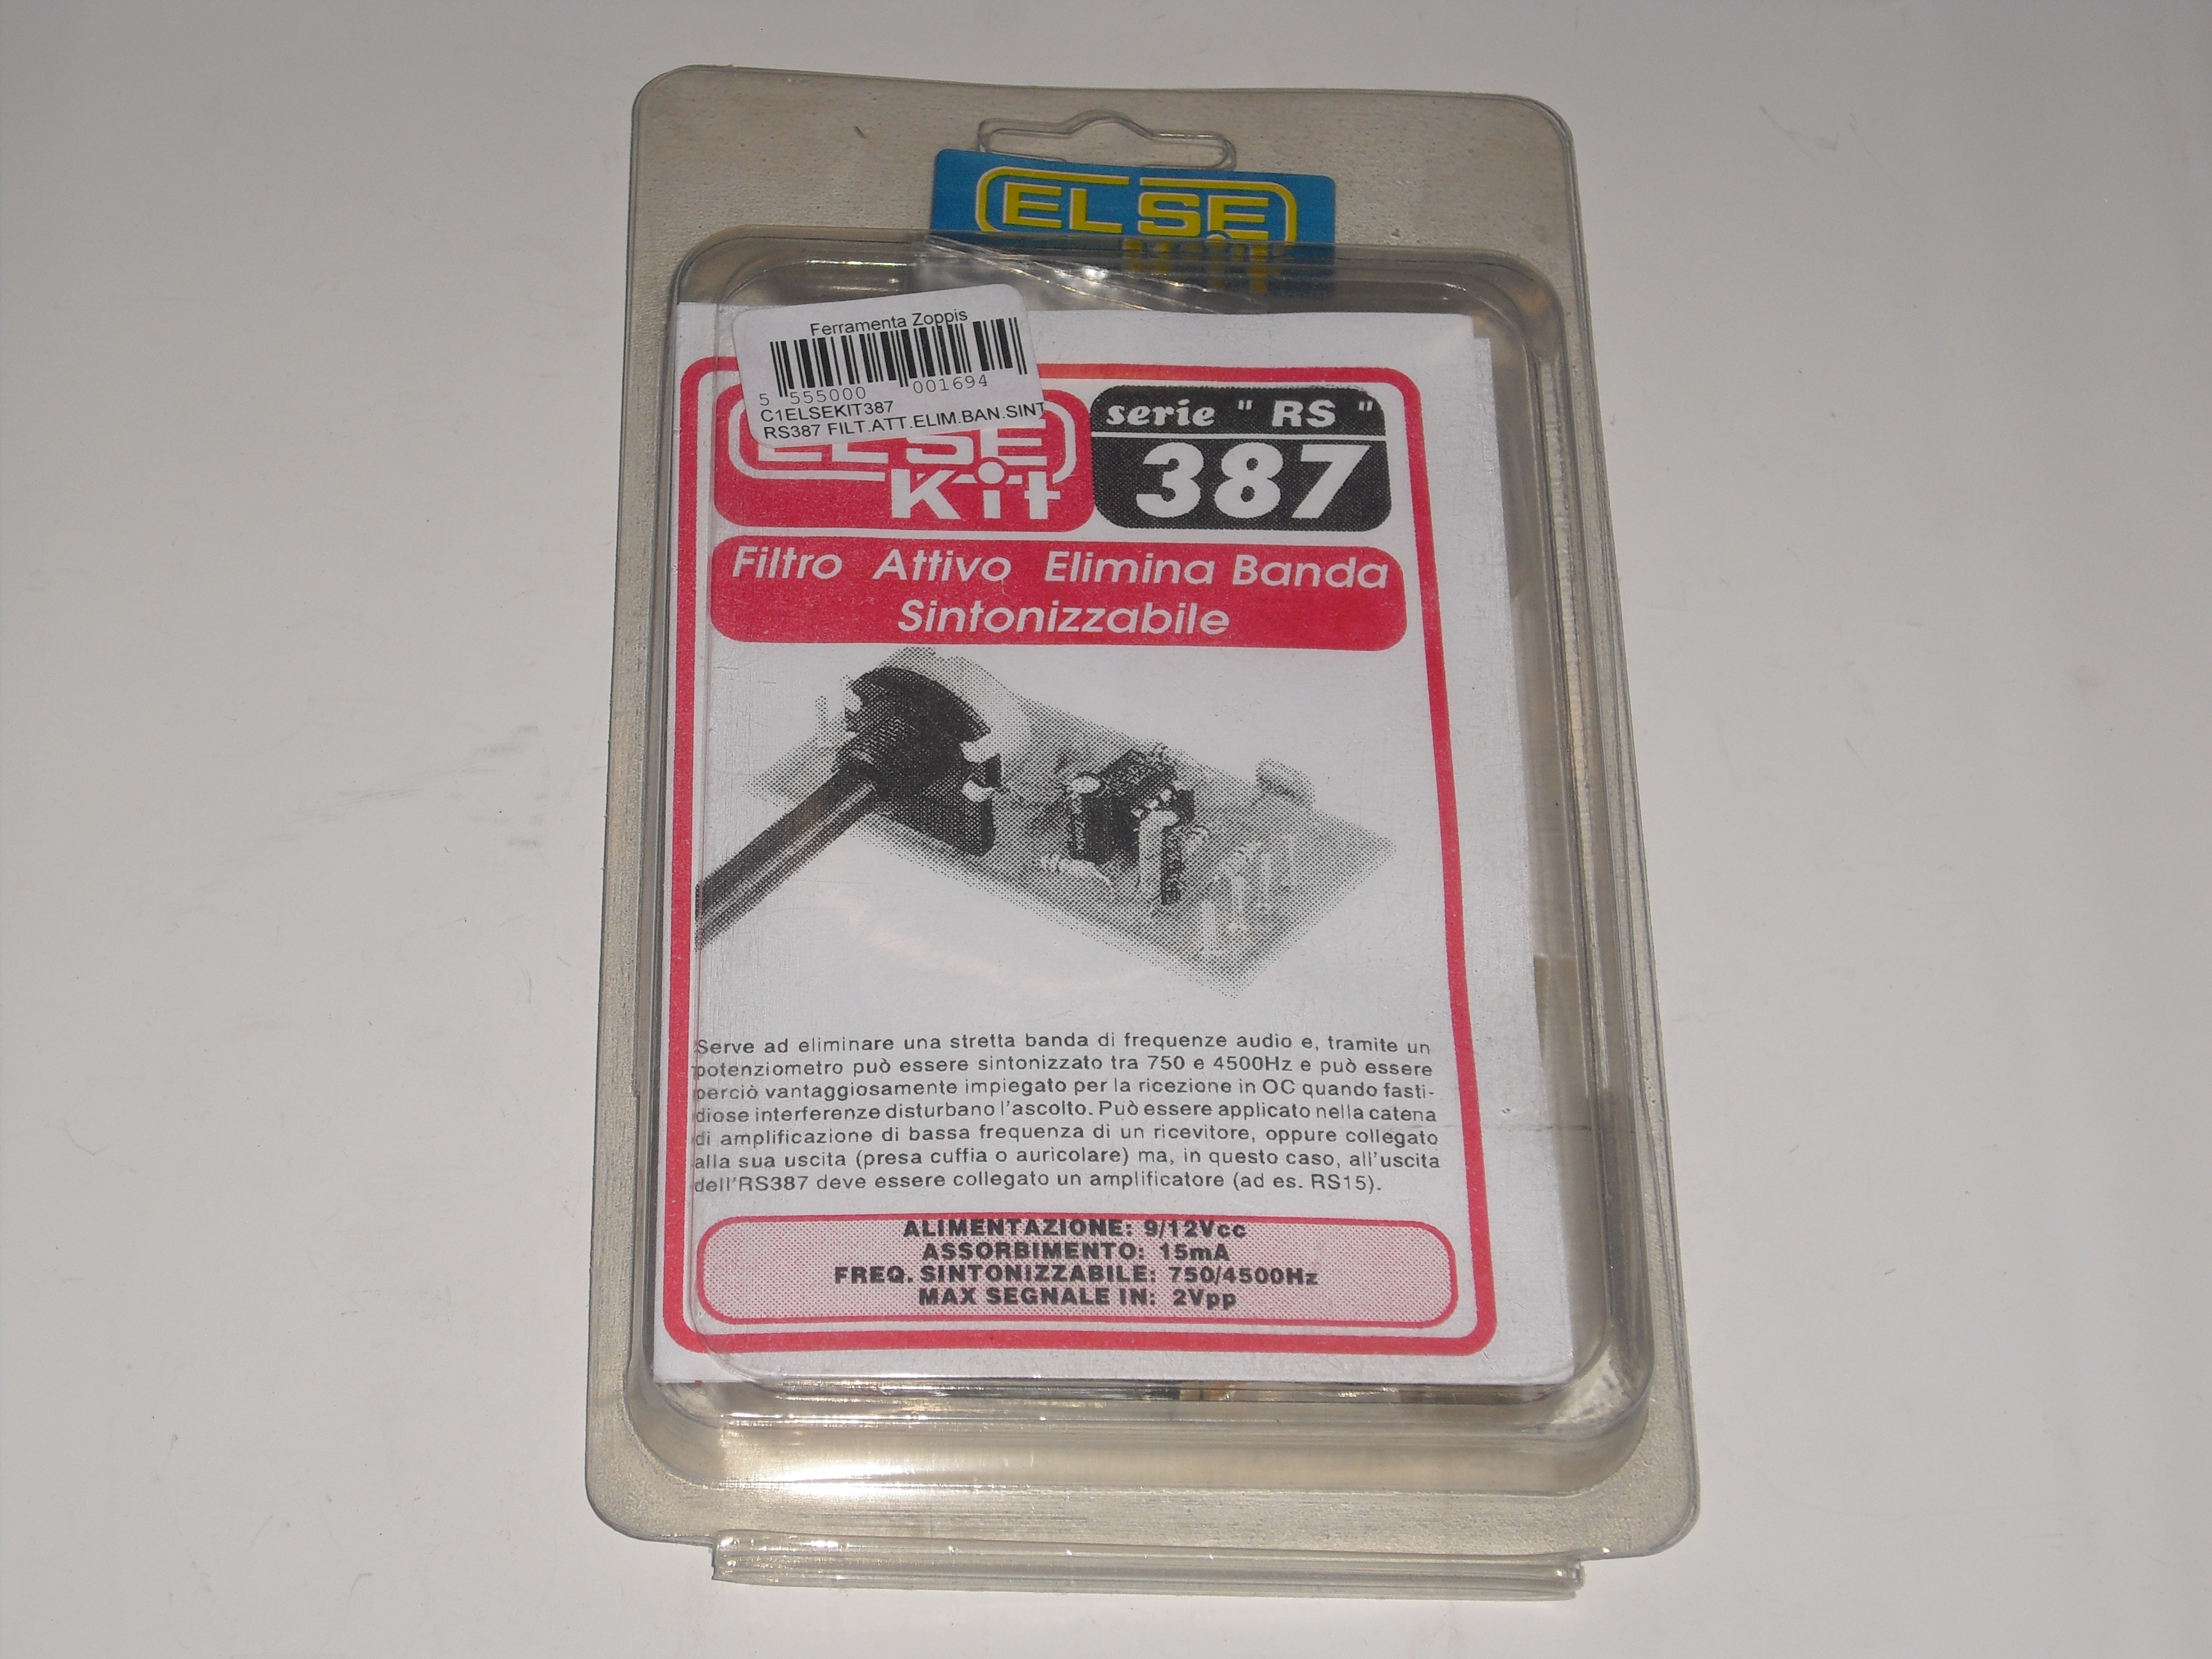 ELSE
Kit
Ferramenta Zoppis
5 555000 001694
C1ELSEKIT387
RS387 FILT.ATT.ELIM.BAN.SINT
ELSE
Kit
serie " RS "
387
Filtro Attivo Elimina Banda
Sintonizzabile
Serve ad eliminare una stretta banda di frequenze audio e, tramite un
potenziometro può essere sintonizzato tra 750 e 4500Hz e può essere
perciò vantaggiosamente impiegato per la ricezione in OC quando fasti-
diose interferenze disturbano l'ascolto. Può essere applicato nella catena
di amplificazione di bassa frequenza di un ricevitore, oppure collegato
alla sua uscita (presa cuffia o auricolare) ma, in questo caso, all'uscita
dell'RS387 deve essere collegato un amplificatore (ad es. RS15).
ALIMENTAZIONE: 9/12Vcc
ASSORBIMENTO: 15mA
FREQ. SINTONIZZABILE: 750/4500Hz
MAX SEGNALE IN: 2Vpp